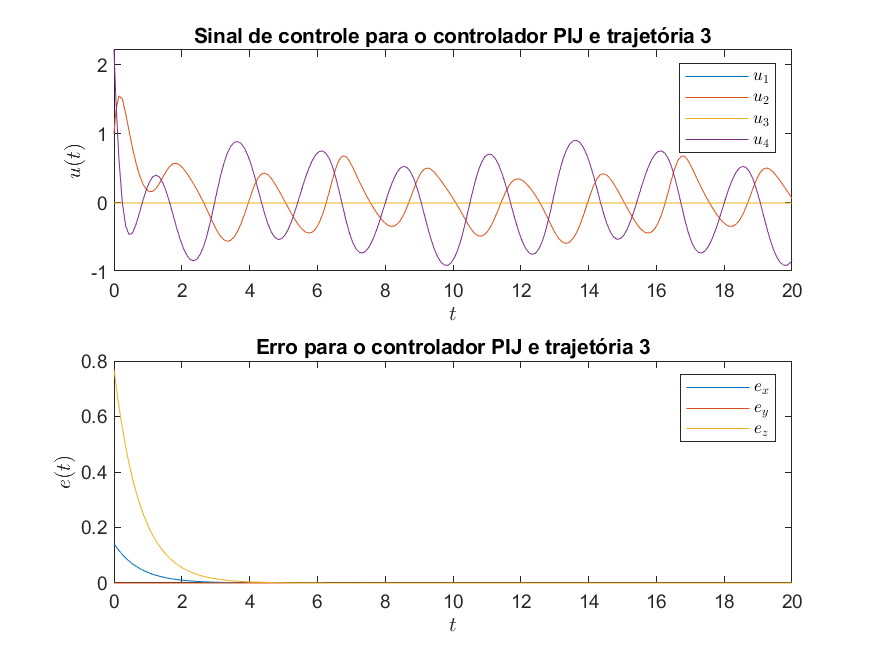 Sinal de controle para o controlador PIJ e trajetória 3
2
1
0
-1
u(t)
u1
u2
u3
u4
0 2 4 6 8 10 12 14 16 18 20
t
Erro para o controlador PIJ e trajetória 3
0.8
0.6
0.4
0.2
0
e(t)
ex
ey
ez
0 2 4 6 8 10 12 14 16 18 20
t